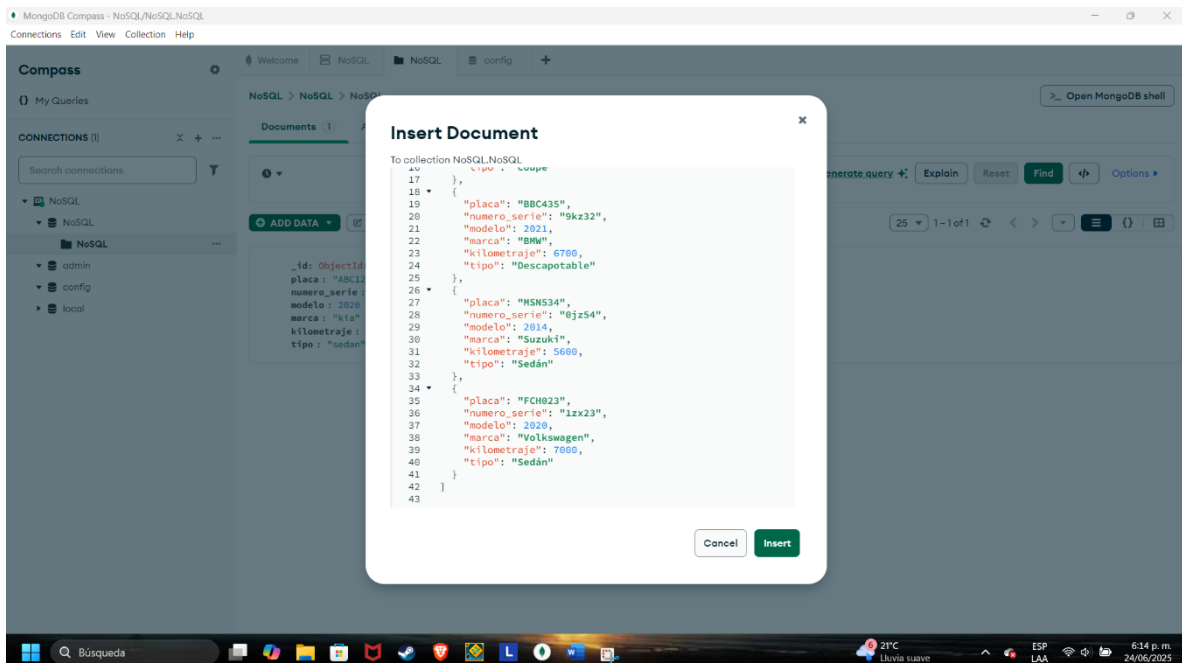 MongoDB Compass - NoSQL/NoSQL.NoSQL
Connections Edit View Collection Help
Compass
My Queries
CONNECTIONS (1)
Search connections
NoSQL
NoSQL
NoSQL
admin
config
local
Welcome
NoSQL
NoSQL
config
NoSQL > NoSQL > NoSQL
>_ Open MongoDB shell
Documents 1
enerate query
Explain
Reset
Find
</>
Options
ADD DATA
25
1-1 of 1
{}
_id: ObjectId
placa : "ABC12
numero_serie :
modelo : 2020
marca : "kia"
kilometraje :
tipo : "sedan"
Insert Document
To collection NoSQL.NoSQL
16 "tipo": "Coupe"
17 },
18 {
19 "placa": "BBC435",
20 "numero_serie": "9kz32",
21 "modelo": 2021,
22 "marca": "BMW",
23 "kilometraje": 6700,
24 "tipo": "Descapotable"
25 },
26 {
27 "placa": "MSN534",
28 "numero_serie": "0jz54",
29 "modelo": 2014,
30 "marca": "Suzuki",
31 "kilometraje": 5600,
32 "tipo": "Sedán"
33 },
34 {
35 "placa": "FCH023",
36 "numero_serie": "1zx23",
37 "modelo": 2020,
38 "marca": "Volkswagen",
39 "kilometraje": 7000,
40 "tipo": "Sedán"
41 }
42 ]
43
Cancel
Insert
Búsqueda
6
21°C
Lluvia suave
ESP
LAA
6:14 p. m.
24/06/2025